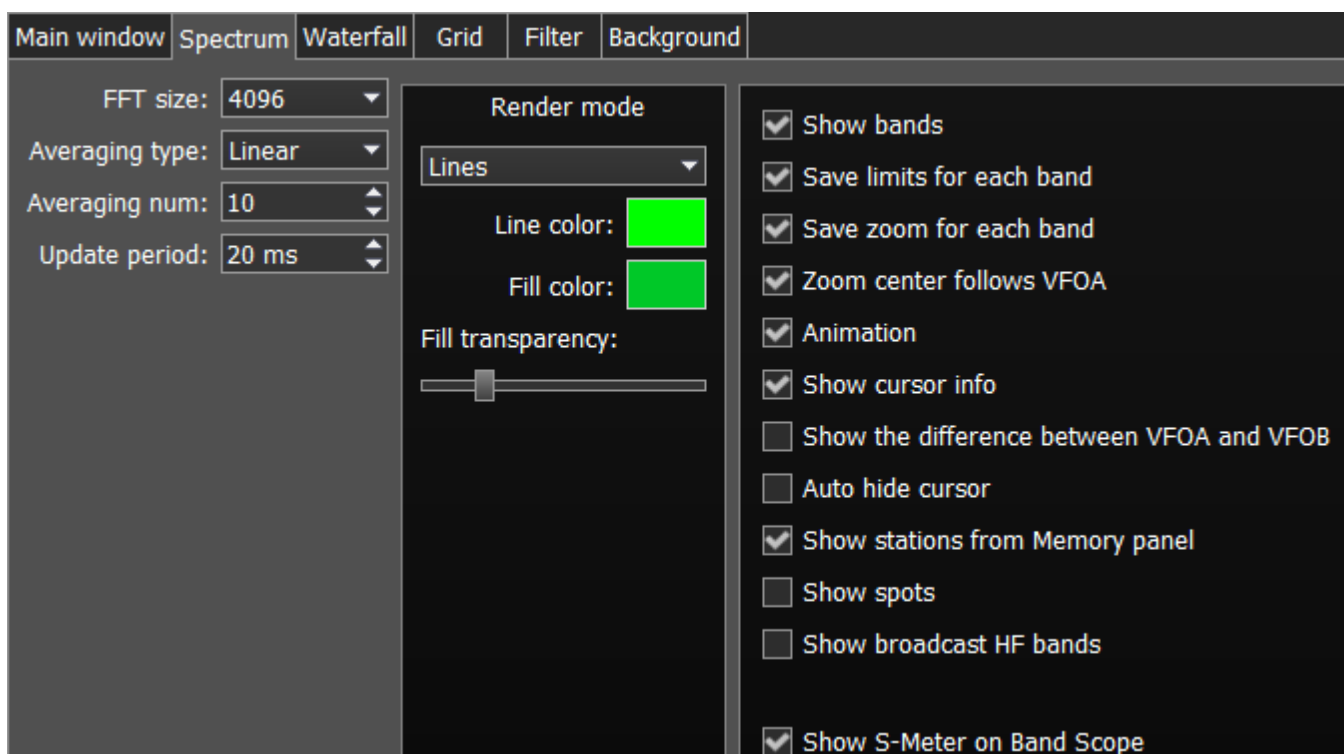 Main window Spectrum Waterfall Grid Filter Background
FFT size: 4096
Averaging type: Linear
Averaging num: 10
Update period: 20 ms
Render mode
Lines
Line color:
Fill color:
Fill transparency:
Show bands
Save limits for each band
Save zoom for each band
Zoom center follows VFOA
Animation
Show cursor info
Show the difference between VFOA and VFOB
Auto hide cursor
Show stations from Memory panel
Show spots
Show broadcast HF bands
Show S-Meter on Band Scope